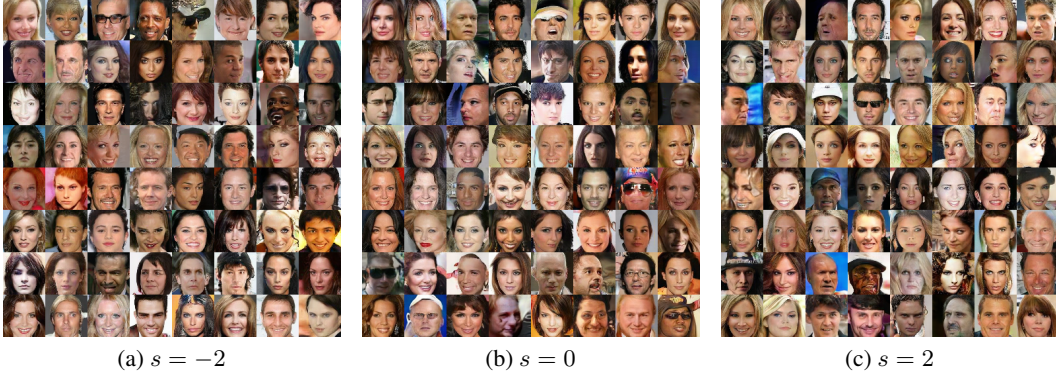 (a) s = −2
(b) s = 0
(c) s = 2